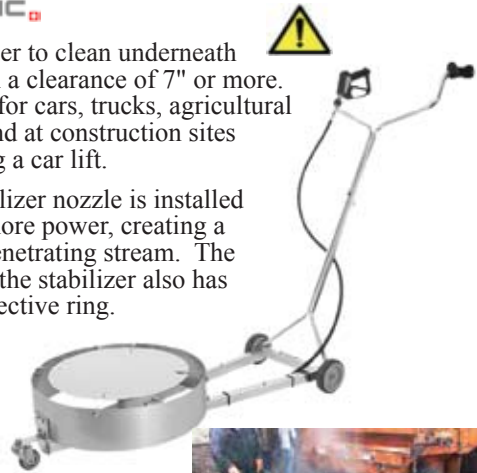 er to clean underneath
a clearance of 7" or more.
for cars, trucks, agricultural
nd at construction sites
g a car lift.
ilizer nozzle is installed
ore power, creating a
enetrating stream. The
the stabilizer also has
ective ring.